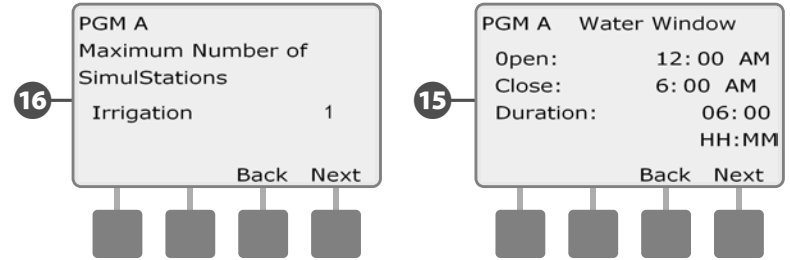 16
PGM A
Maximum Number of
SimulStations
Irrigation 1
Back Next
15
PGM A Water Window
Open: 12:00 AM
Close: 6:00 AM
Duration: 06:00
HH:MM
Back Next